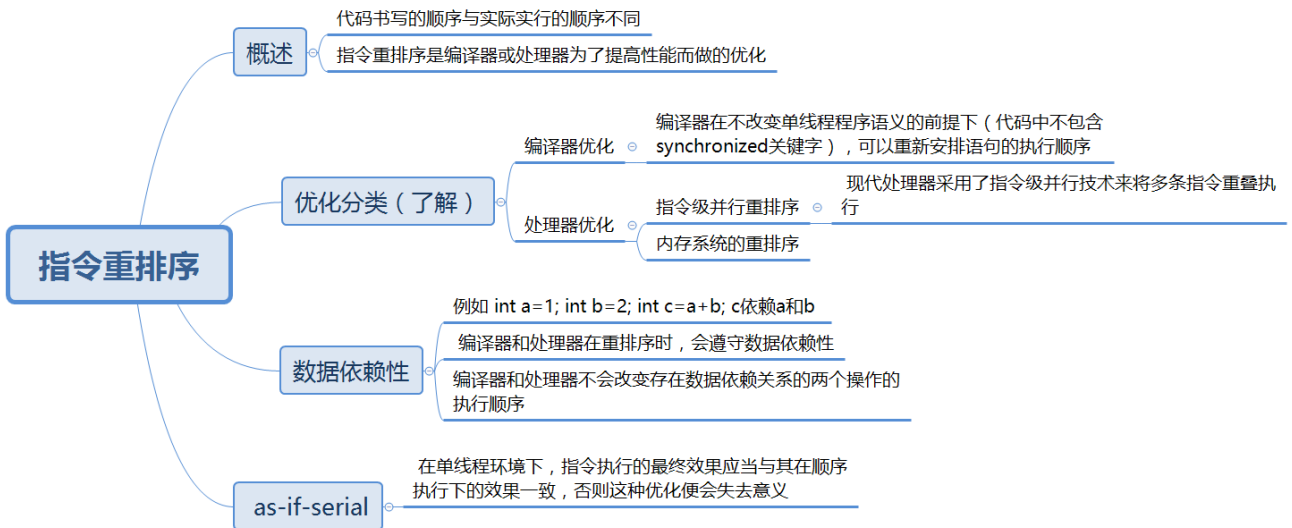 指令重排序
概述
代码书写的顺序与实际实行的顺序不同
指令重排序是编译器或处理器为了提高性能而做的优化
优化分类（了解）
编译器优化
编译器在不改变单线程程序语义的前提下（代码中不包含
synchronized关键字），可以重新安排语句的执行顺序
处理器优化
指令级并行重排序
现代处理器采用了指令级并行技术来将多条指令重叠执
行
内存系统的重排序
数据依赖性
例如 int a=1; int b=2; int c=a+b; c依赖a和b
编译器和处理器在重排序时，会遵守数据依赖性
编译器和处理器不会改变存在数据依赖关系的两个操作的
执行顺序
as-if-serial
在单线程环境下，指令执行的最终效果应当与其在顺序
执行下的效果一致，否则这种优化便会失去意义